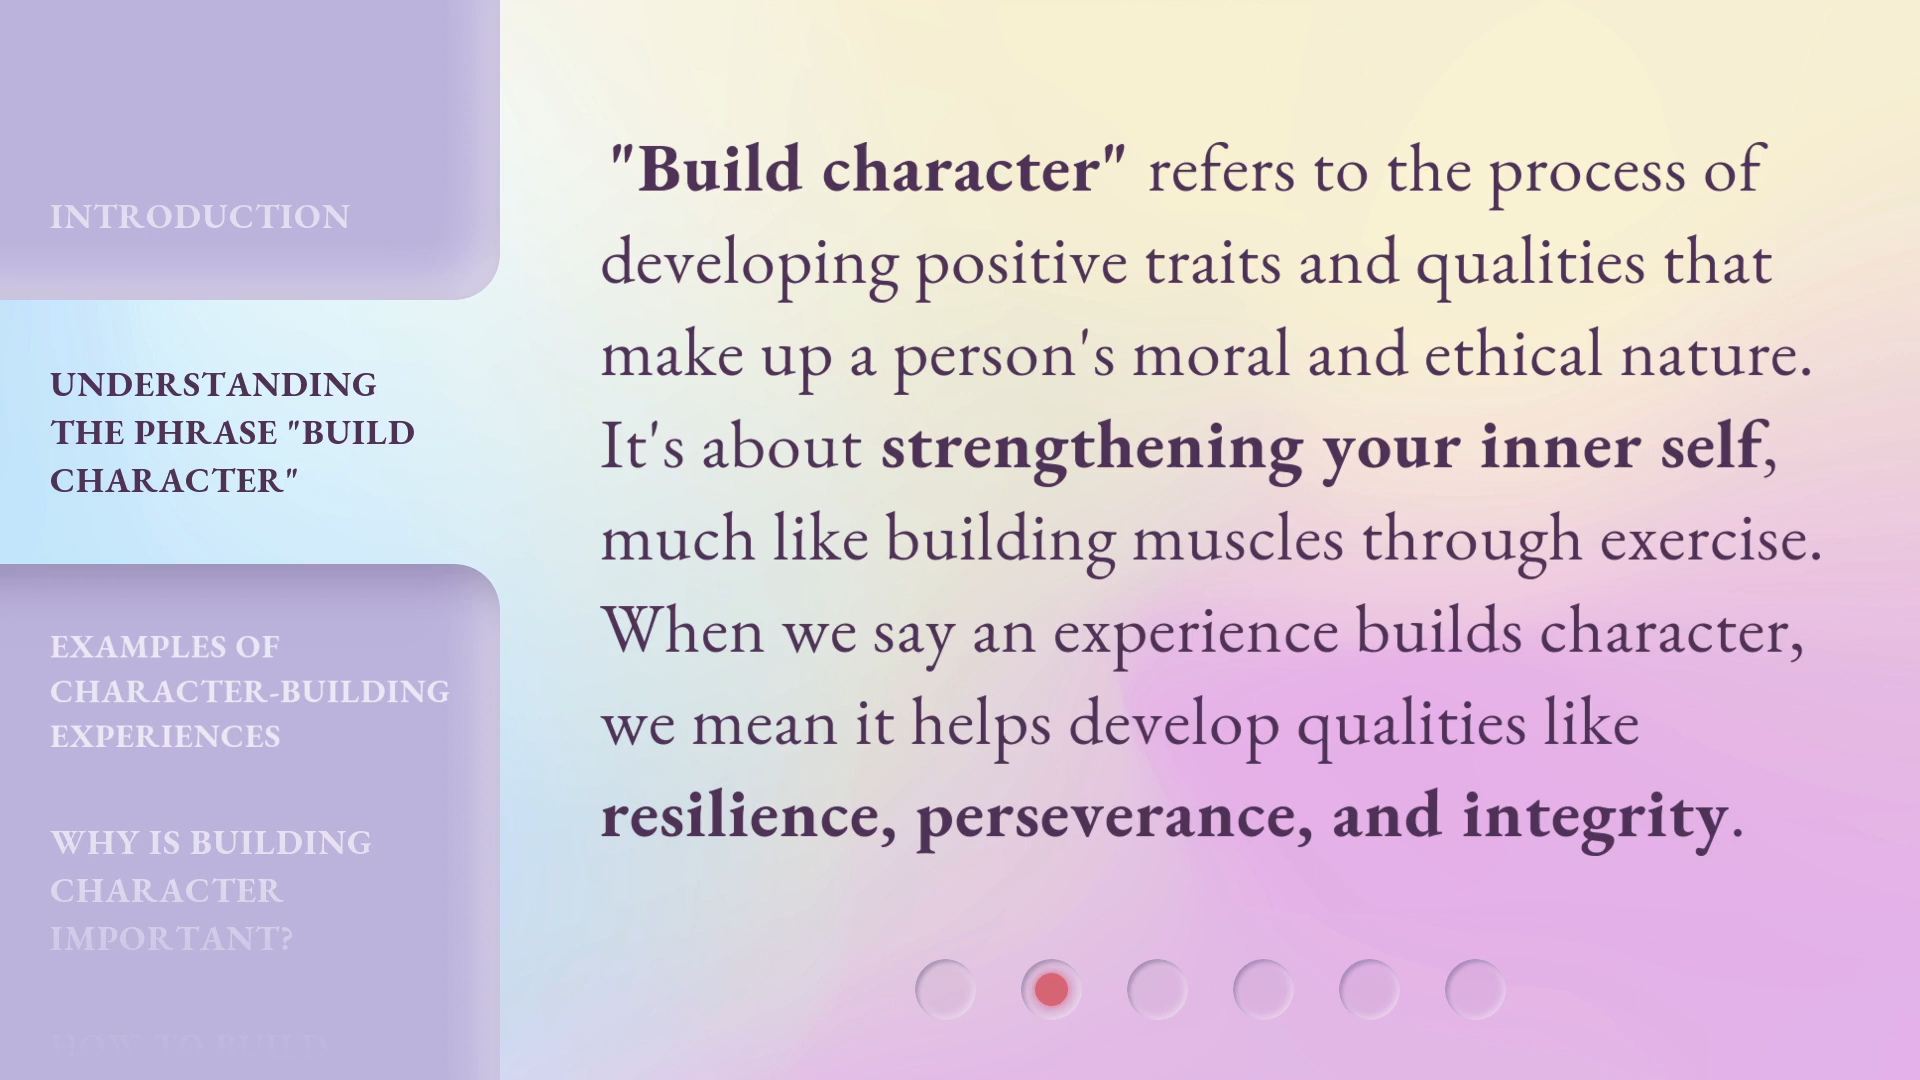 INTRODUCTION
UNDERSTANDING
THE PHRASE "BUILD
CHARACTER"
EXAMPLES OF
CHARACTER-BUILDING
EXPERIENCES
WHY IS BUILDING
CHARACTER
IMPORTANT?
HOW TO BUILD
"Build character" refers to the process of
developing positive traits and qualities that
make up a person's moral and ethical nature.
It's about strengthening your inner self,
much like building muscles through exercise.
When we say an experience builds character,
we mean it helps develop qualities like
resilience, perseverance, and integrity.